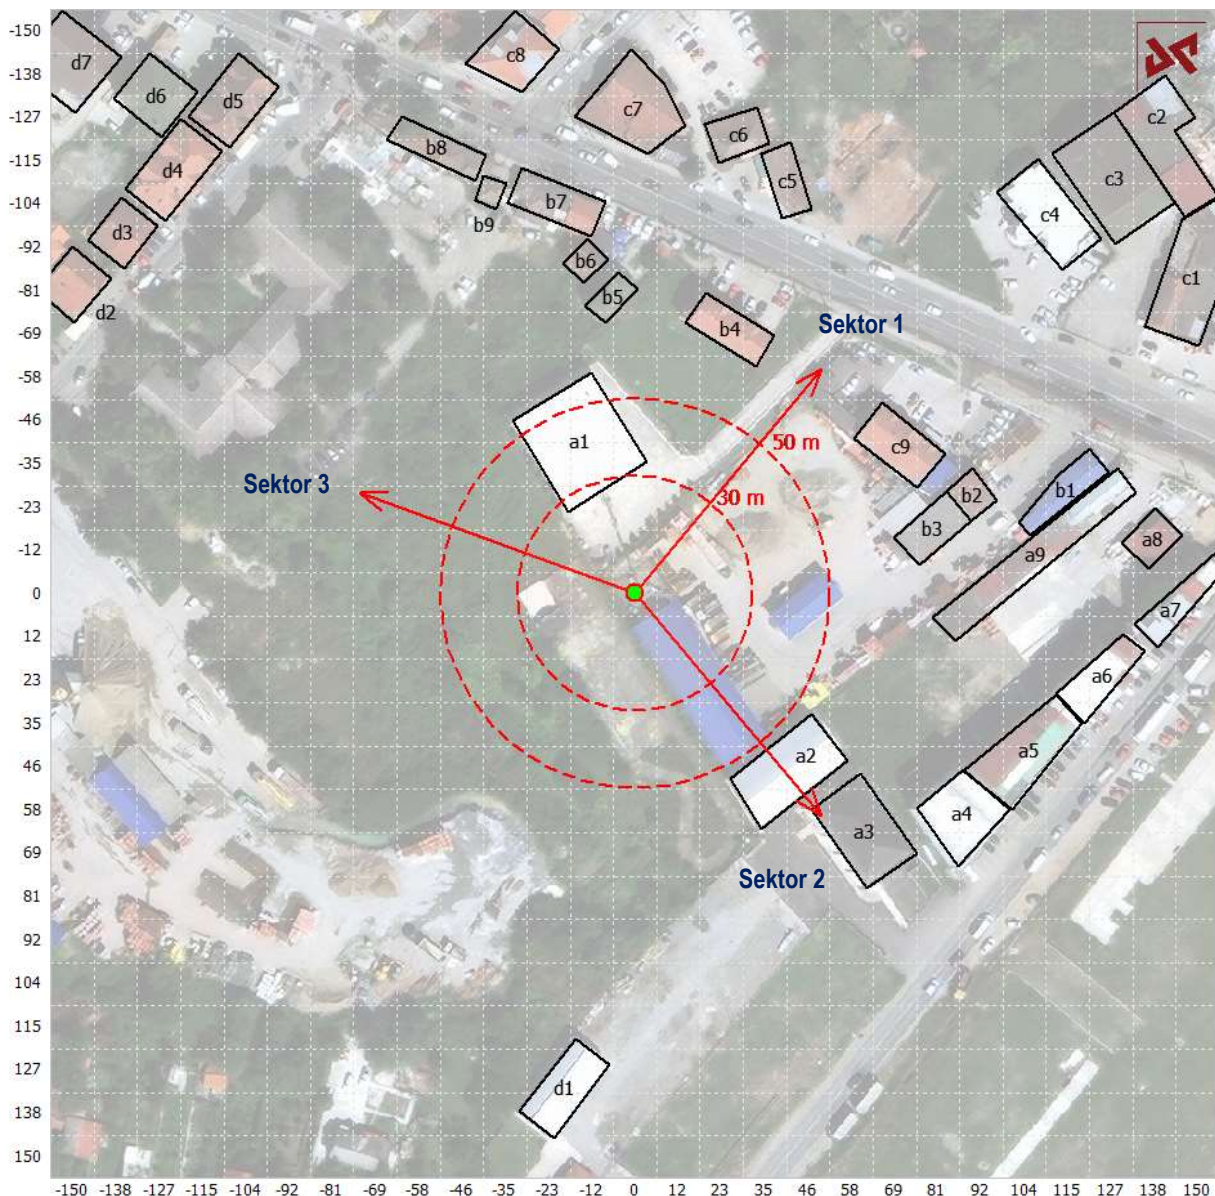 -150
d7
d6
d5
c8
c7
c2
-138
-127
c6
b8
c3
-115
d4
c5
b9
b7
c4
-104
d3
-92
b6
c1
-81
d2
b5
b4
Sektor 1
-69
-58
-46
a1
50 m
c9
-35
Sektor 3
30 m
b2
b1
-23
b3
a8
-12
a9
0
a7
12
a6
23
35
a2
a5
46
58
a4
a3
69
Sektor 2
81
92
104
115
127
d1
138
150
-150 -138 -127 -115 -104 -92 -81 -69 -58 -46 -35 -23 -12 0 12 23 35 46 58 69 81 92 104 115 127 138 150